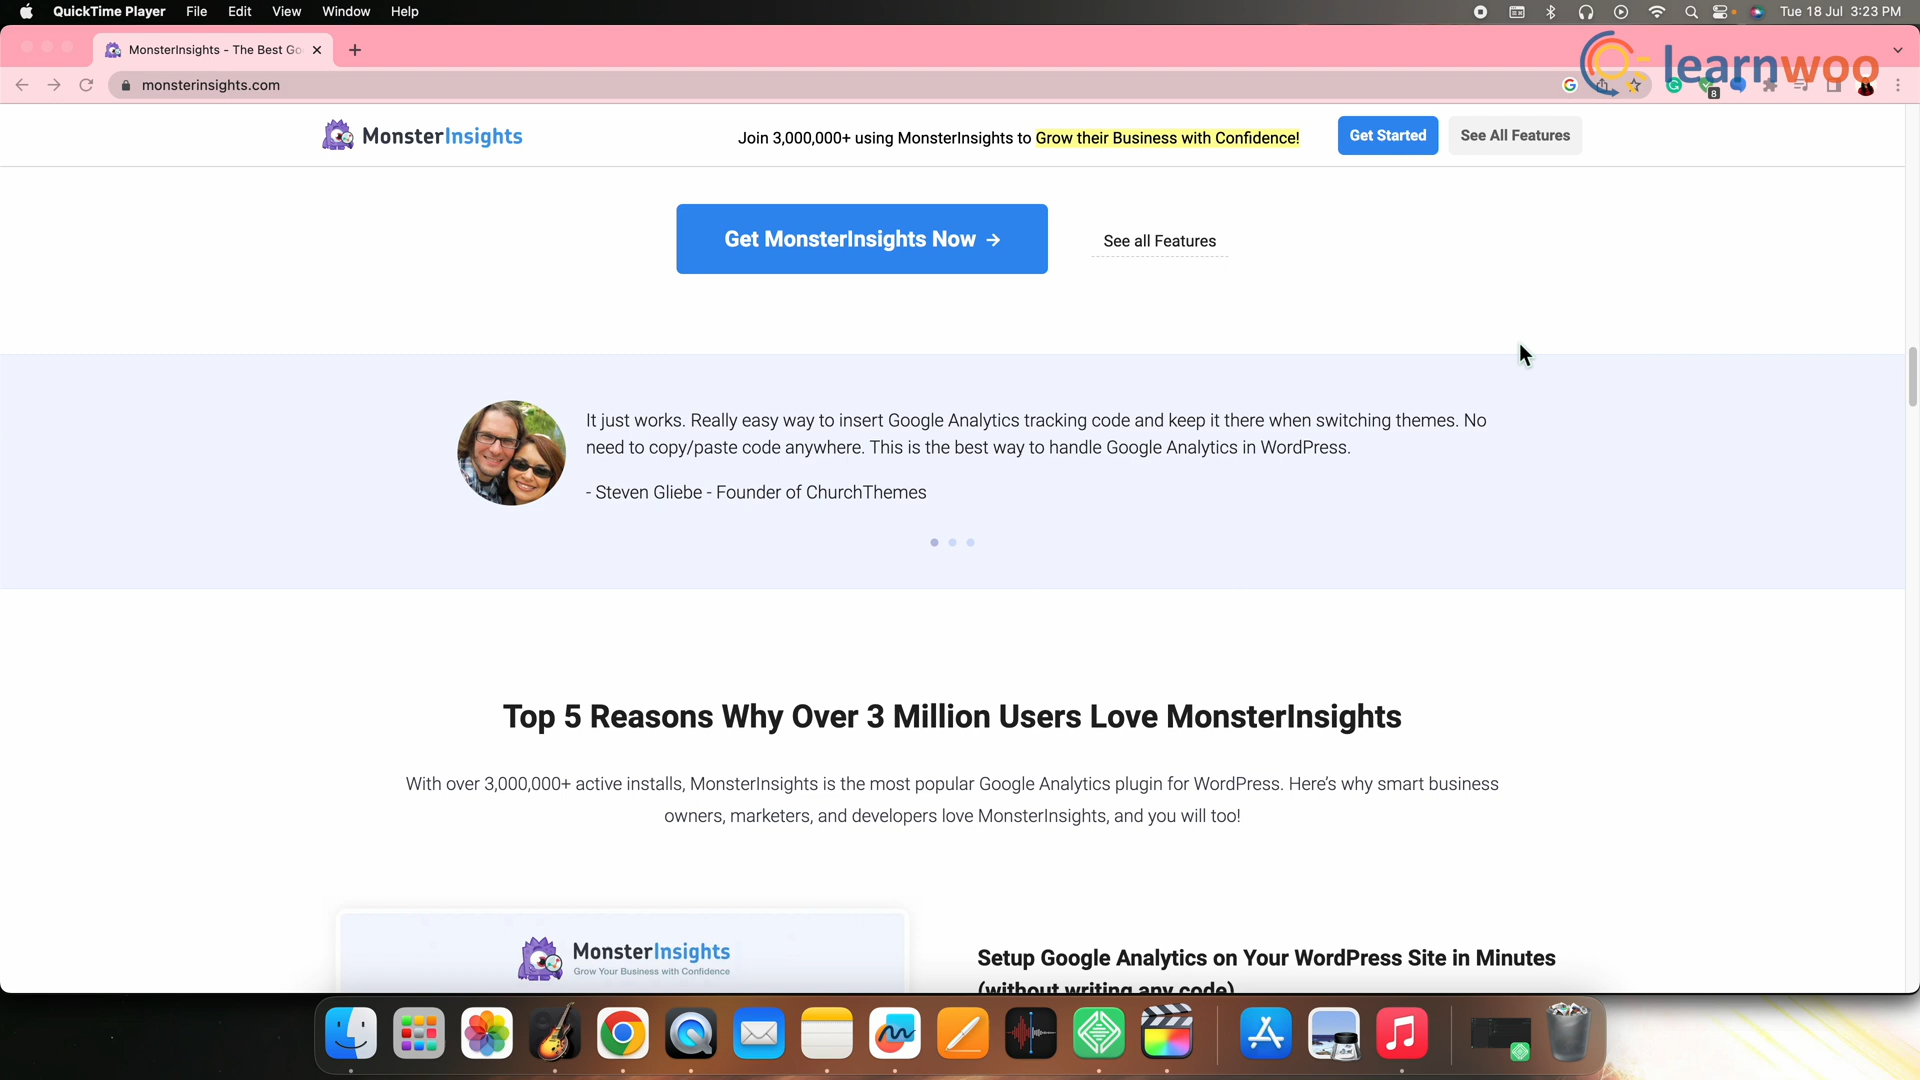 QuickTime Player File Edit View Window Help
Tue 18 Jul 3:23 PM
MonsterInsights - The Best Go
learnwoo
monsterinsights.com
8
MonsterInsights
Join 3,000,000+ using MonsterInsights to Grow their Business with Confidence!
Get Started
See All Features
Get MonsterInsights Now →
See all Features
It just works. Really easy way to insert Google Analytics tracking code and keep it there when switching themes. No
need to copy/paste code anywhere. This is the best way to handle Google Analytics in WordPress.
- Steven Gliebe - Founder of ChurchThemes
Top 5 Reasons Why Over 3 Million Users Love MonsterInsights
With over 3,000,000+ active installs, MonsterInsights is the most popular Google Analytics plugin for WordPress. Here's why smart business
owners, marketers, and developers love MonsterInsights, and you will too!
MonsterInsights
Grow Your Business with Confidence
Setup Google Analytics on Your WordPress Site in Minutes
(without writing any code)